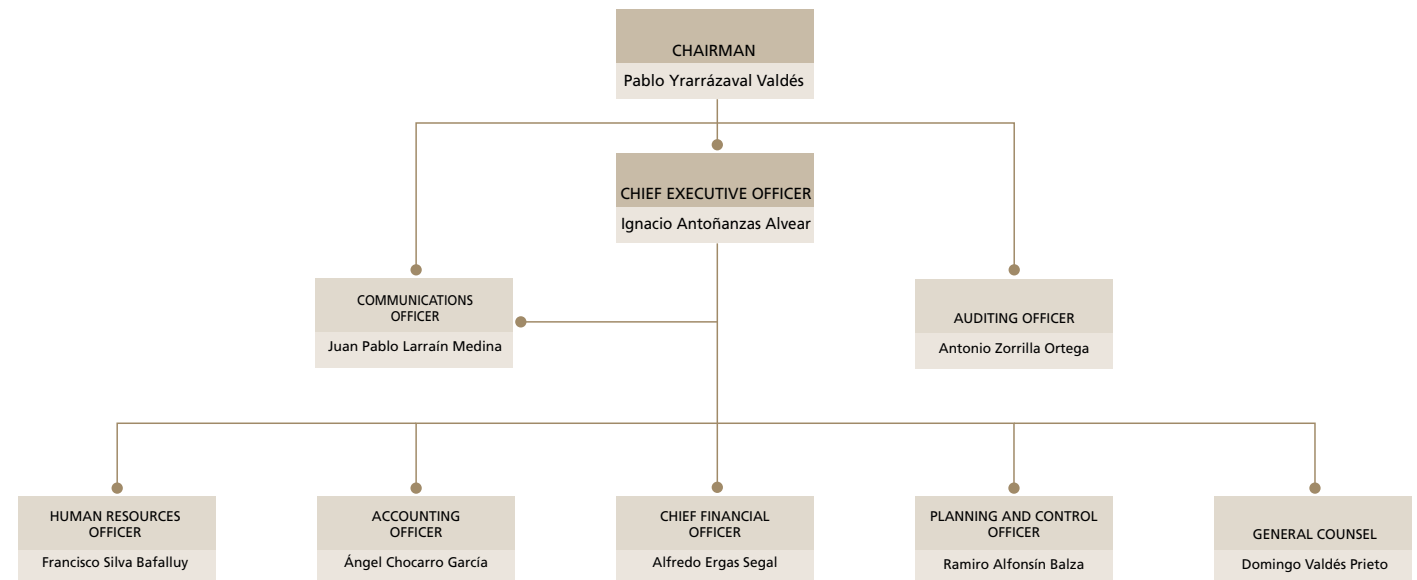 CHAIRMAN
Pablo Yrarrázaval Valdés
CHIEF EXECUTIVE OFFICER
Ignacio Antoñanzas Alvear
COMMUNICATIONS
OFFICER
Juan Pablo Larraín Medina
AUDITING OFFICER
Antonio Zorrilla Ortega
HUMAN RESOURCES
OFFICER
Francisco Silva Bafalluy
ACCOUNTING
OFFICER
Ángel Chocarro García
CHIEF FINANCIAL
OFFICER
Alfredo Ergas Segal
PLANNING AND CONTROL
OFFICER
Ramiro Alfonsín Balza
GENERAL COUNSEL
Domingo Valdés Prieto